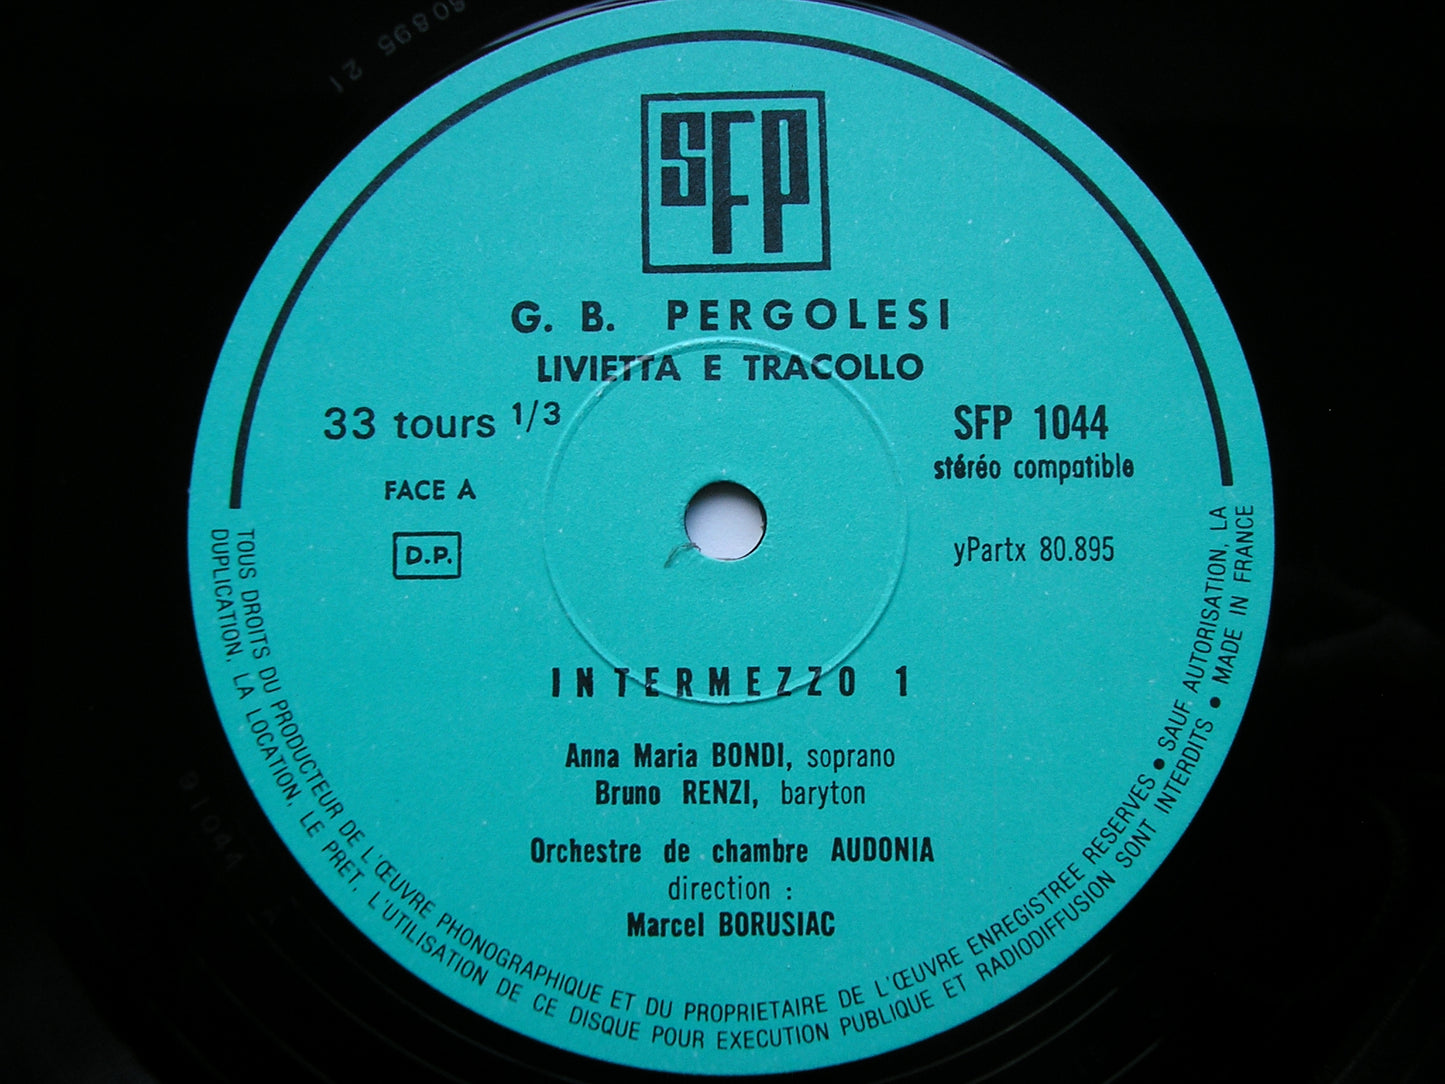 SFP
G. B. PERGOLESI
LIVIETTA E TRACOLLO
33 tours 1/3
SFP 1044
stéréo compatible
FACE A
D.P.
yPartx 80.895
INTERMEZZO 1
Anna Maria BONDI, soprano
Bruno RENZI, baryton
Orchestre de chambre AUDONIA
direction :
Marcel BORUSIAC
TOUS DROITS DU PRODUCTEUR DE L'ŒUVRE PHONOGRAPHIQUE ET DU PROPRIETAIRE DE L'ŒUVRE ENREGISTREE RESERVES • SAUF AUTORISATION, LA
DUPLICATION, LA LOCATION, LE PRET, L'UTILISATION DE CE DISQUE POUR EXECUTION PUBLIQUE ET RADIODIFFUSION SONT INTERDITS • MADE IN FRANCE
80895 21